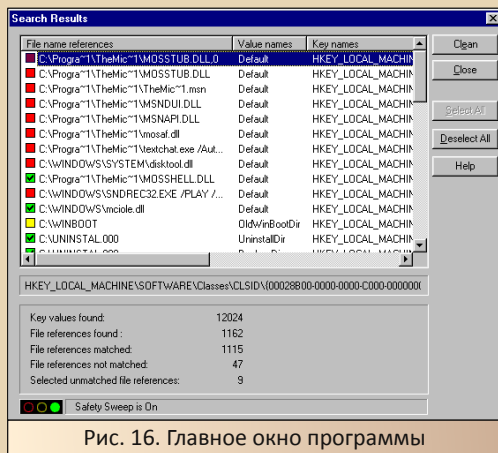 Search Results
File name references Value names Key names
C:\Progra~1\TheMic~1\MOSSTUB.DLL,0 Default HKEY_LOCAL_MACHIN
C:\Progra~1\TheMic~1\MOSSTUB.DLL Default HKEY_LOCAL_MACHIN
C:\Progra~1\TheMic~1\TheMic~1.msn Default HKEY_LOCAL_MACHIN
C:\Progra~1\TheMic~1\MSNDUI.DLL Default HKEY_LOCAL_MACHIN
C:\Progra~1\TheMic~1\MSNAPI.DLL Default HKEY_LOCAL_MACHIN
C:\Progra~1\TheMic~1\mosaf.dll Default HKEY_LOCAL_MACHIN
C:\Progra~1\TheMic~1\textchat.exe /Aut... Default HKEY_LOCAL_MACHIN
C:\WINDOWS\SYSTEM\disktool.dll Default HKEY_LOCAL_MACHIN
C:\Progra~1\TheMic~1\MOSSHELL.DLL Default HKEY_LOCAL_MACHIN
C:\WINDOWS\SNDREC32.EXE /PLAY /... Default HKEY_LOCAL_MACHIN
C:\WINDOWS\mciole.dll Default HKEY_LOCAL_MACHIN
C:\WINBOOT OldWinBootDir HKEY_LOCAL_MACHIN
C:\UNINSTAL.000 UninstallDir HKEY_LOCAL_MACHIN
Clean
Close
Select All
Deselect All
Help
HKEY_LOCAL_MACHINE\SOFTWARE\Classes\CLSID\{00028B00-0000-0000-C000-0000000
Key values found: 12024
File references found : 1162
File references matched: 1115
File references not matched: 47
Selected unmatched file references: 9
Safety Sweep is On
Рис. 16. Главное окно программы